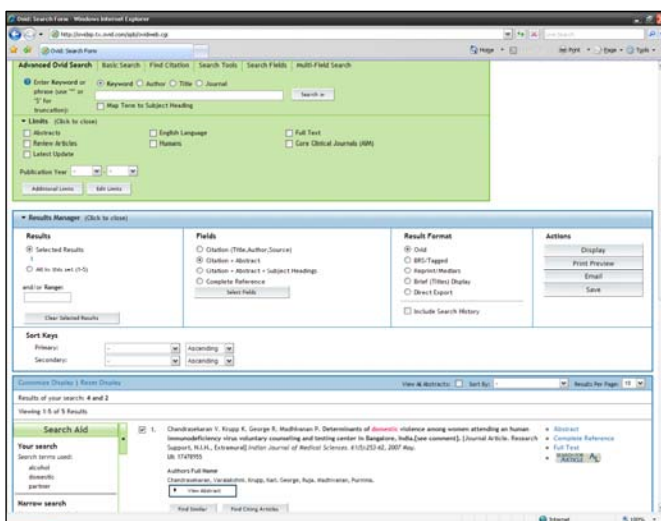 Ovid: Search Form - Windows Internet Explorer
Ovid: Search Form
Page
Tools
Advanced Ovid Search | Basic Search | Find Citation | Search Tools | Search Fields | Multi-Field Search
Enter Keyword or phrase (use "*" or "$" for truncation):
Keyword Author Title Journal
Map Term to Subject Heading
Limits (Click to close)
Abstracts English Language Full Text
Review Articles Humans Core Clinical Journals (AIM)
Latest Update
Publication Year - -
Additional Limits Edit Limits
Results Manager (Click to close)
Results Fields Result Format Actions
Selected Results Citation (Title,Author,Source) Ovid Display
1 Citation + Abstract BRS/Tagged Print Preview
All in this set (1-5) Citation + Abstract + Subject Headings Reprint/Medlars Email
and/or Range: Complete Reference Brief (Titles) Display Save
Select Fields Direct Export
Clear Selected Results Include Search History
Sort Keys
Primary: - Ascending
Secondary: - Ascending
Customize Display | Reset Display View All Abstracts: Sort By: - Results Per Page: 10
Results of your search: 4 and 2
Viewing 1-5 of 5 Results
Search Aid
Your search
Search terms used:
alcohol
domestic
partner
Narrow search
1. Chandrasekaran V. Krupp K. George R. Madhivanan P. Determinants of domestic violence among women attending an human
immunodeficiency virus voluntary counseling and testing center in Bangalore, India.[see comment]. [Journal Article. Research
Support, N.I.H., Extramural] Indian Journal of Medical Sciences. 61(5):253-62, 2007 May.
UI: 17478955
Authors Full Name
Chandrasekaran, Varalakshmi. Krupp, Karl. George, Ruja. Madhivanan, Purnima.
View Abstract
Find Similar Find Citing Articles
Abstract
Complete Reference
Full Text
Internet 100%